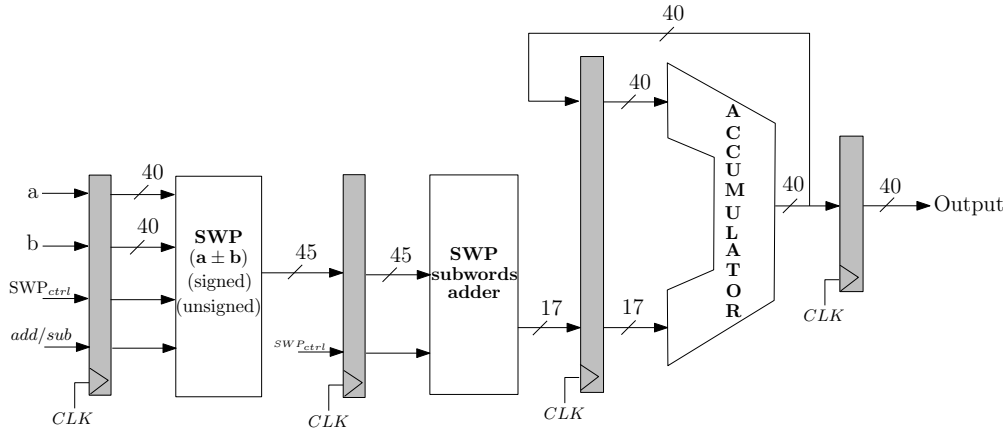 a
b
SWP_ctrl
add/sub
CLK
40
40
SWP
(a ± b)
(signed)
(unsigned)
45
SWP_ctrl
CLK
45
SWP
subwords
adder
17
CLK
40
40
17
ACCUMULATOR
40
CLK
40
Output